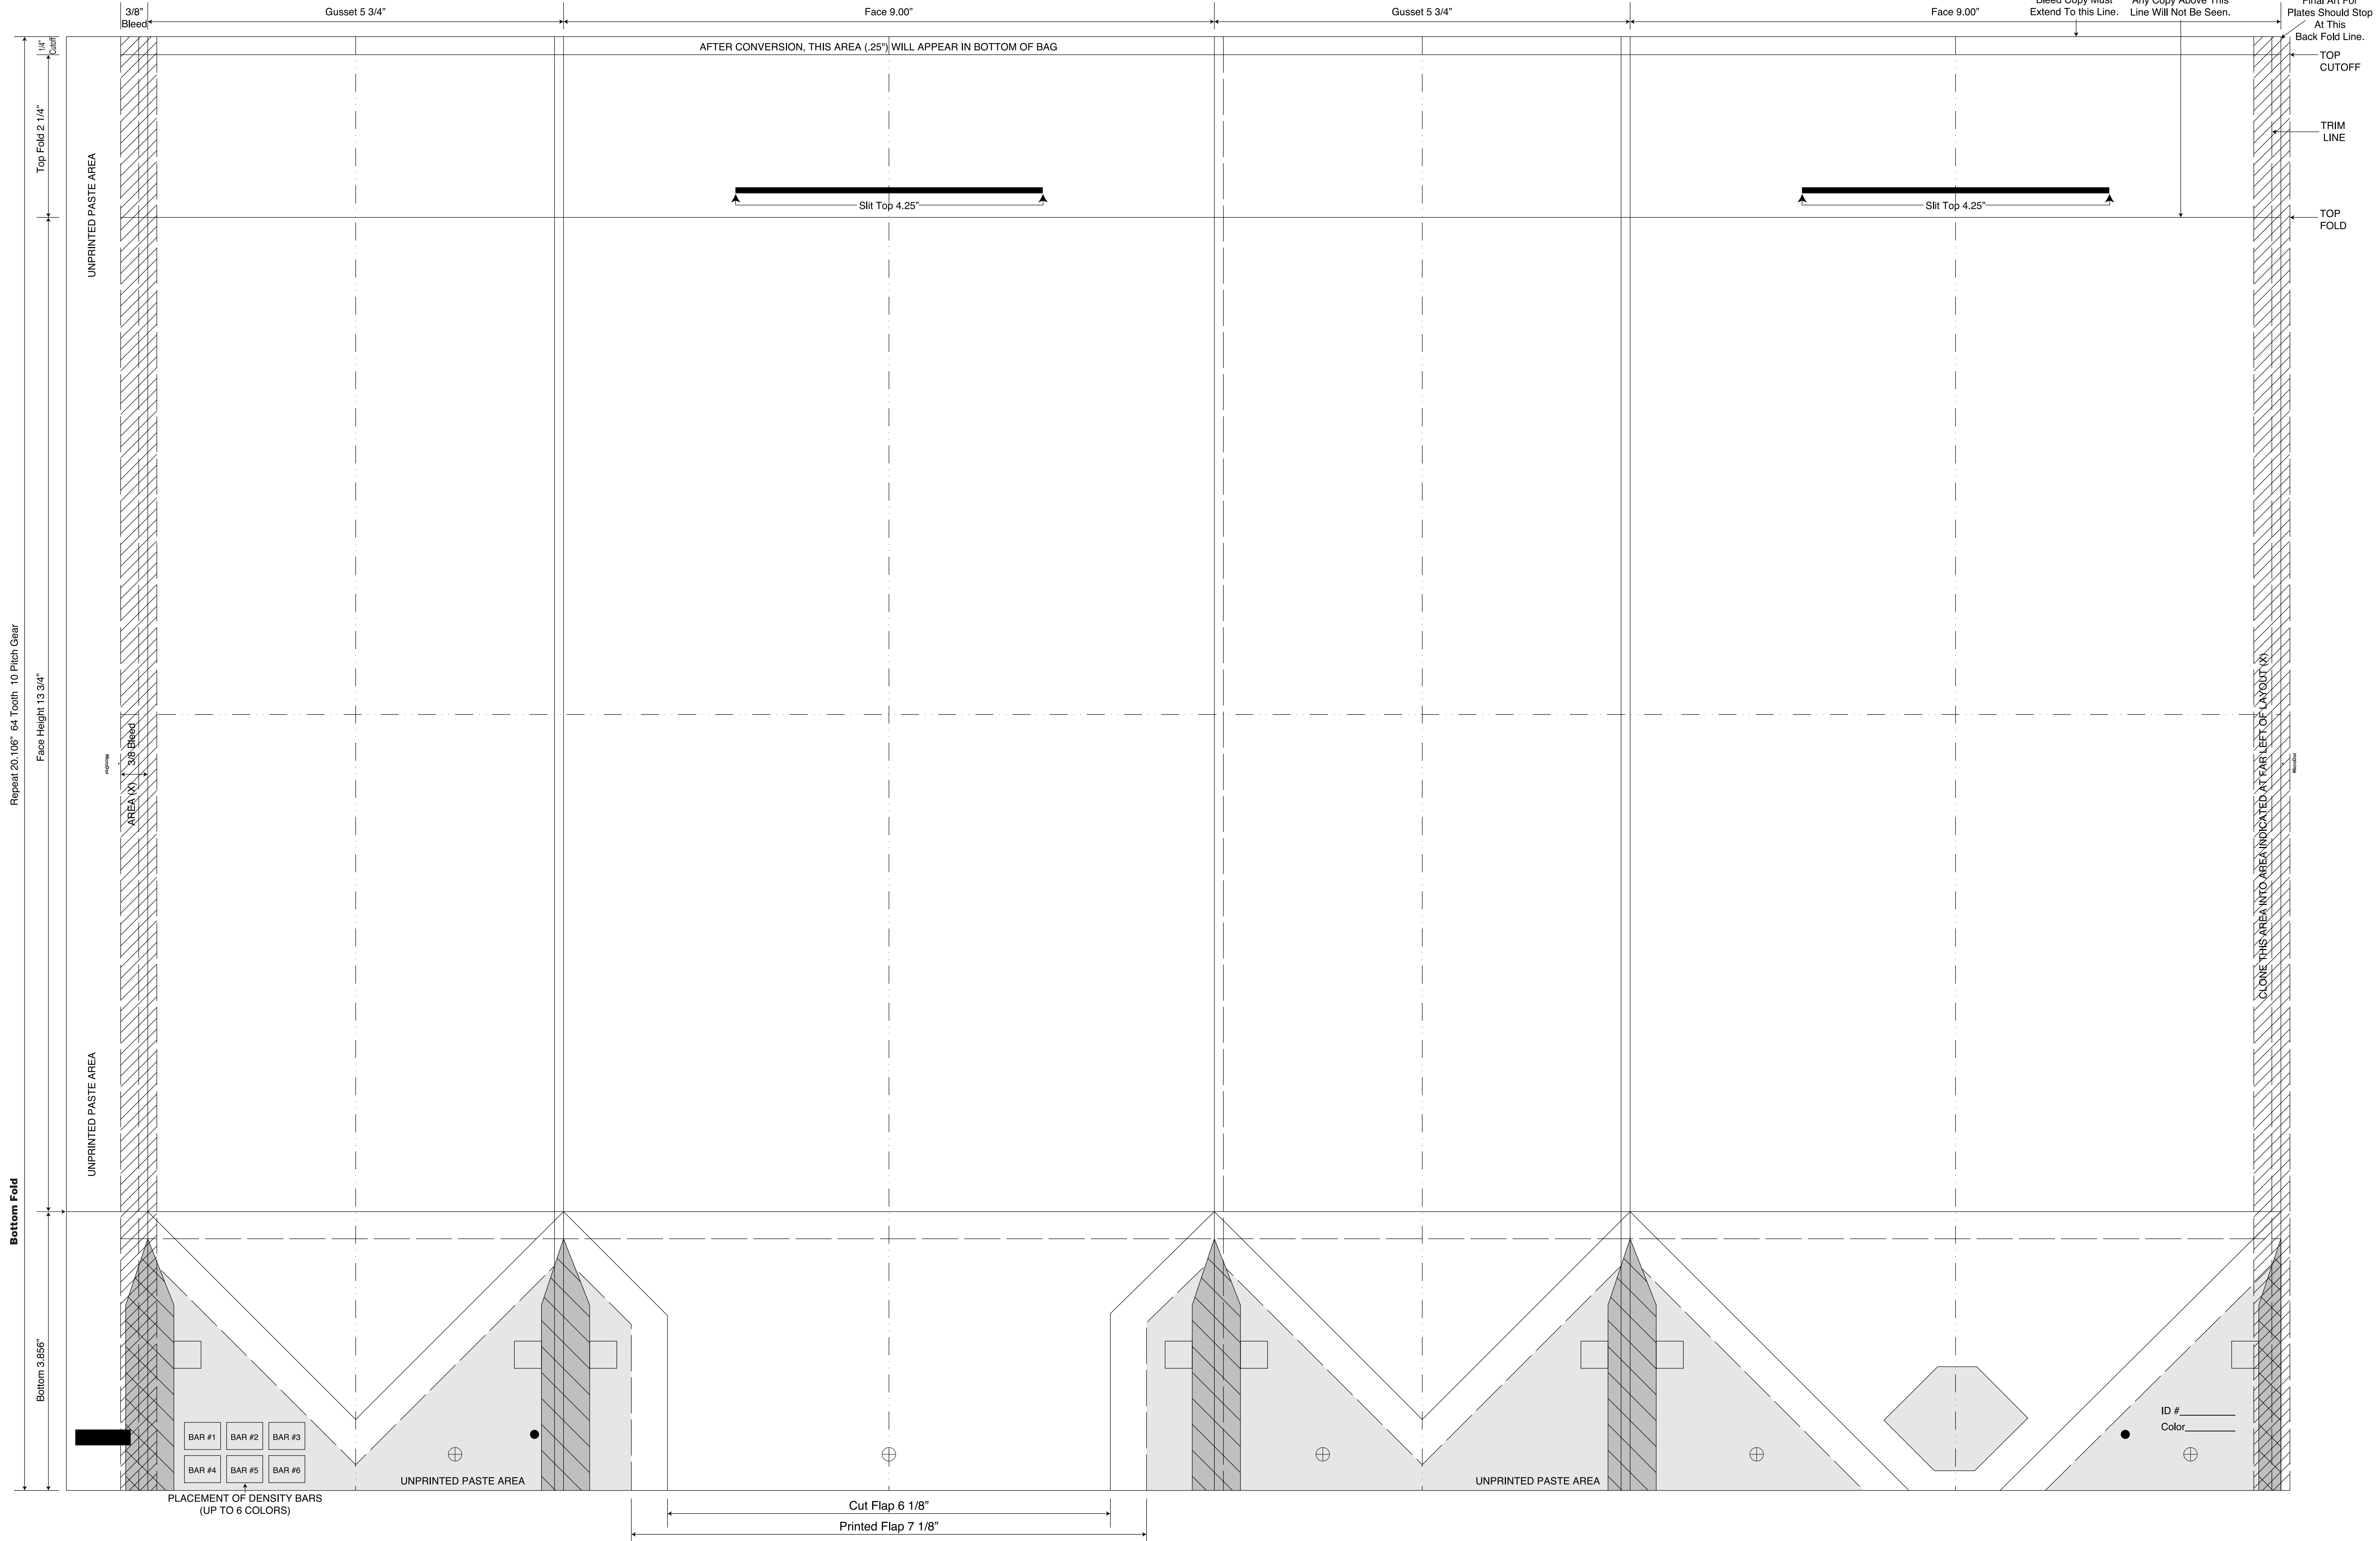 3/8”
Bleed
Gusset 5 3/4”
Face 9.00”
Gusset 5 3/4”
Face 9.00”
Bleed Copy Must
Extend To this Line.
Any Copy Above This
Line Will Not Be Seen.
Final Art For
Plates Should Stop
At This
Back Fold Line.
1/4”
Cutoff
AFTER CONVERSION, THIS AREA (.25") WILL APPEAR IN BOTTOM OF BAG
TOP
CUTOFF
Top Fold 2 1/4”
UNPRINTED PASTE AREA
TRIM
LINE
Slit Top 4.25”
Slit Top 4.25”
TOP
FOLD
Repeat 20.106” 64 Tooth 10 Pitch Gear
Face Height 13 3/4”
MicroDot
AREA (X) 3/8 Bleed
CLONE THIS AREA INTO AREA INDICATED AT FAR LEFT OF LAYOUT (X)
MicroDot
UNPRINTED PASTE AREA
Bottom Fold
Bottom 3.856”
BAR #1 BAR #2 BAR #3
BAR #4 BAR #5 BAR #6
PLACEMENT OF DENSITY BARS
(UP TO 6 COLORS)
UNPRINTED PASTE AREA
UNPRINTED PASTE AREA
ID #
Color
Cut Flap 6 1/8”
Printed Flap 7 1/8”